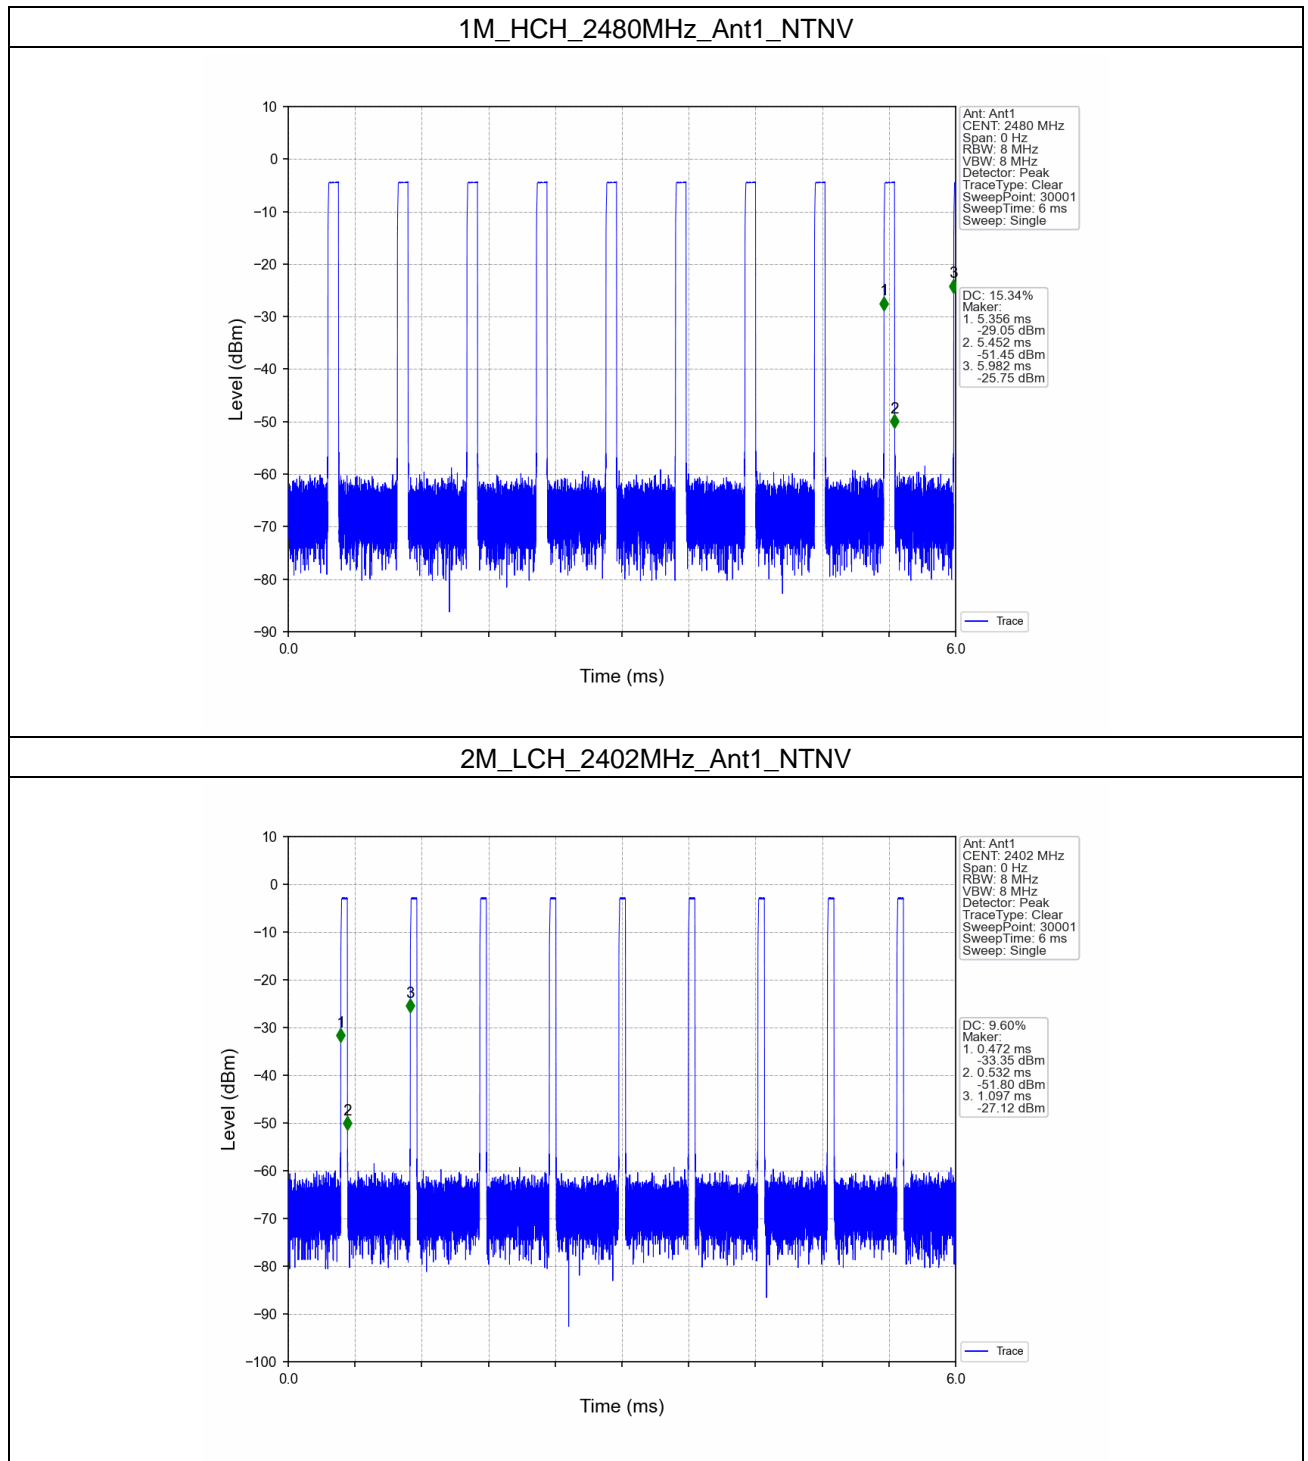 1M_HCH_2480MHz_Ant1_NTNV
10
0
−10
−20
−30
−40
−50
−60
−70
−80
−90
Level (dBm)
0.0
6.0
Time (ms)
1
2
3
Ant: Ant1
CENT: 2480 MHz
Span: 0 Hz
RBW: 8 MHz
VBW: 8 MHz
Detector: Peak
TraceType: Clear
SweepPoint: 30001
SweepTime: 6 ms
Sweep: Single
DC: 15.34%
Maker:
1. 5.356 ms
-29.05 dBm
2. 5.452 ms
-51.45 dBm
3. 5.982 ms
-25.75 dBm
Trace
2M_LCH_2402MHz_Ant1_NTNV
10
0
−10
−20
−30
−40
−50
−60
−70
−80
−90
−100
Level (dBm)
0.0
6.0
Time (ms)
1
2
3
Ant: Ant1
CENT: 2402 MHz
Span: 0 Hz
RBW: 8 MHz
VBW: 8 MHz
Detector: Peak
TraceType: Clear
SweepPoint: 30001
SweepTime: 6 ms
Sweep: Single
DC: 9.60%
Maker:
1. 0.472 ms
-33.35 dBm
2. 0.532 ms
-51.80 dBm
3. 1.097 ms
-27.12 dBm
Trace